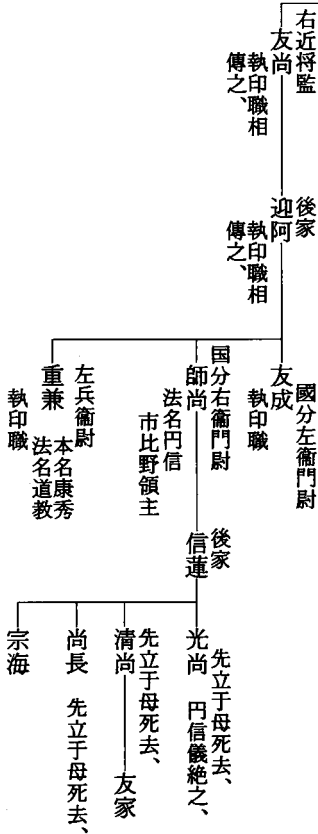 右近将監
友尚
執印職相
傳之、
後家
迎阿
執印職相
傳之、
國分左衞門尉
友成
執印職
国分右衞門尉
師尚
法名円信
市比野領主
左兵衞尉
重兼
本名康秀
法名道教
執印職
後家
信蓮
先立于母死去、
光尚
円信儀絶之、
先立于母死去、
清尚
友家
尚長
先立于母死去、
宗海